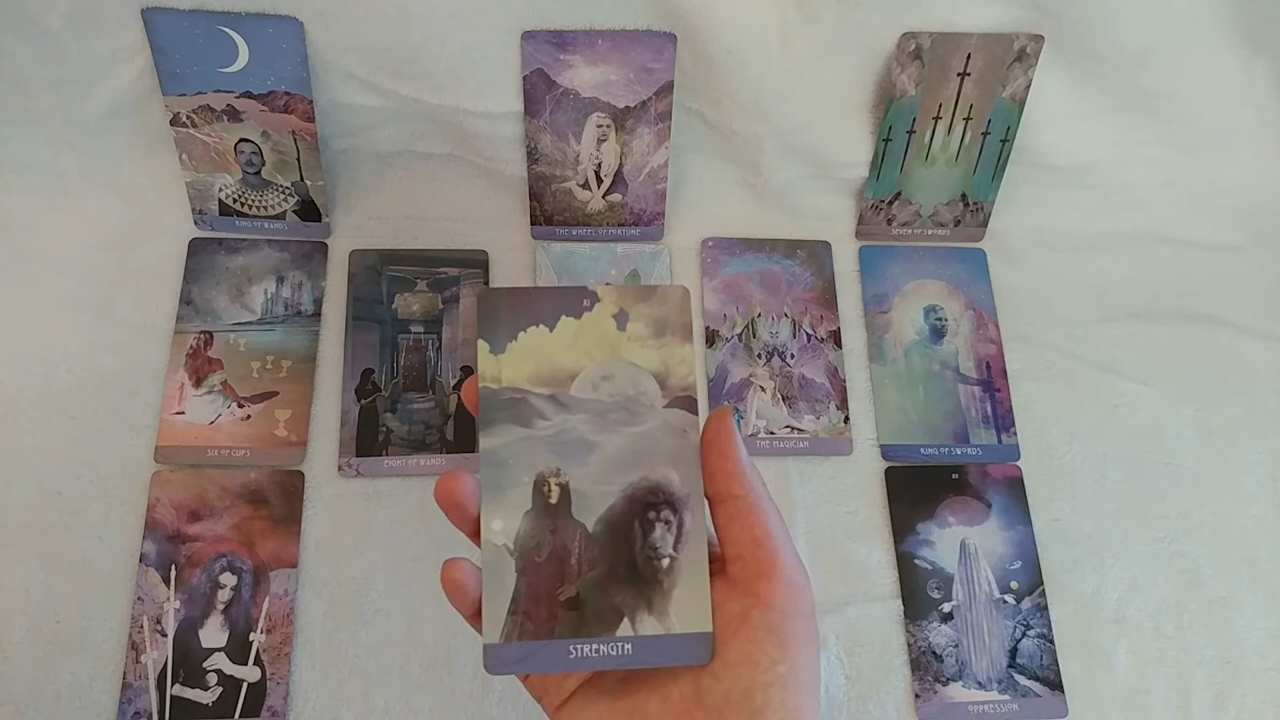 KING OF WANDS
THE WHEEL OF FORTUNE
SEVEN OF SWORDS
SIX OF CUPS
EIGHT OF WANDS
THE MAGICIAN
KING OF SWORDS
XI
STRENGTH
OPPRESSION